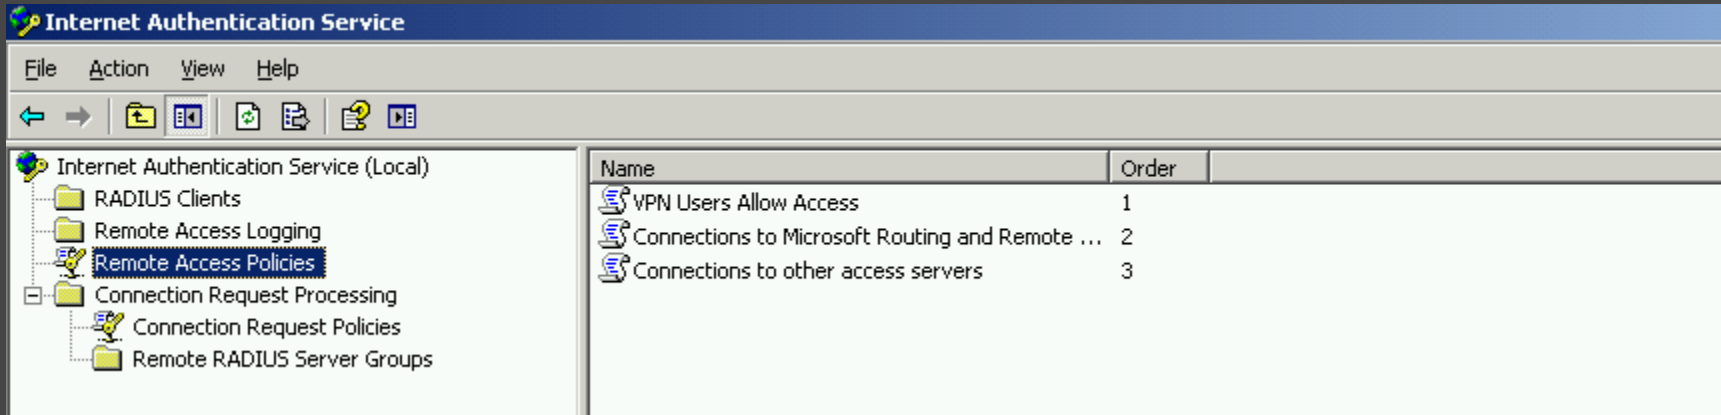 Internet Authentication Service
File Action View Help
Internet Authentication Service (Local)
RADIUS Clients
Remote Access Logging
Remote Access Policies
Connection Request Processing
Connection Request Policies
Remote RADIUS Server Groups
Name Order
VPN Users Allow Access 1
Connections to Microsoft Routing and Remote ... 2
Connections to other access servers 3